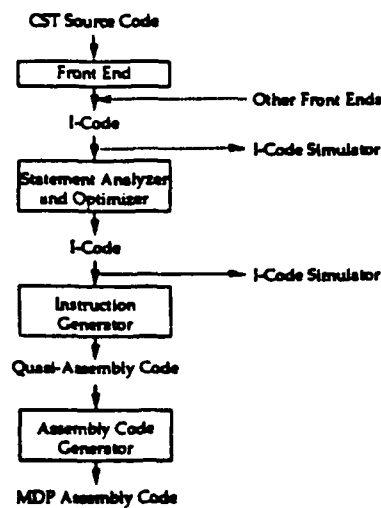 CST Source Code
Front End
Other Front Ends
I-Code
I-Code Simulator
Statement Analyzer
and Optimizer
I-Code
I-Code Simulator
Instruction
Generator
Quasi-Assembly Code
Assembly Code
Generator
MDP Assembly Code